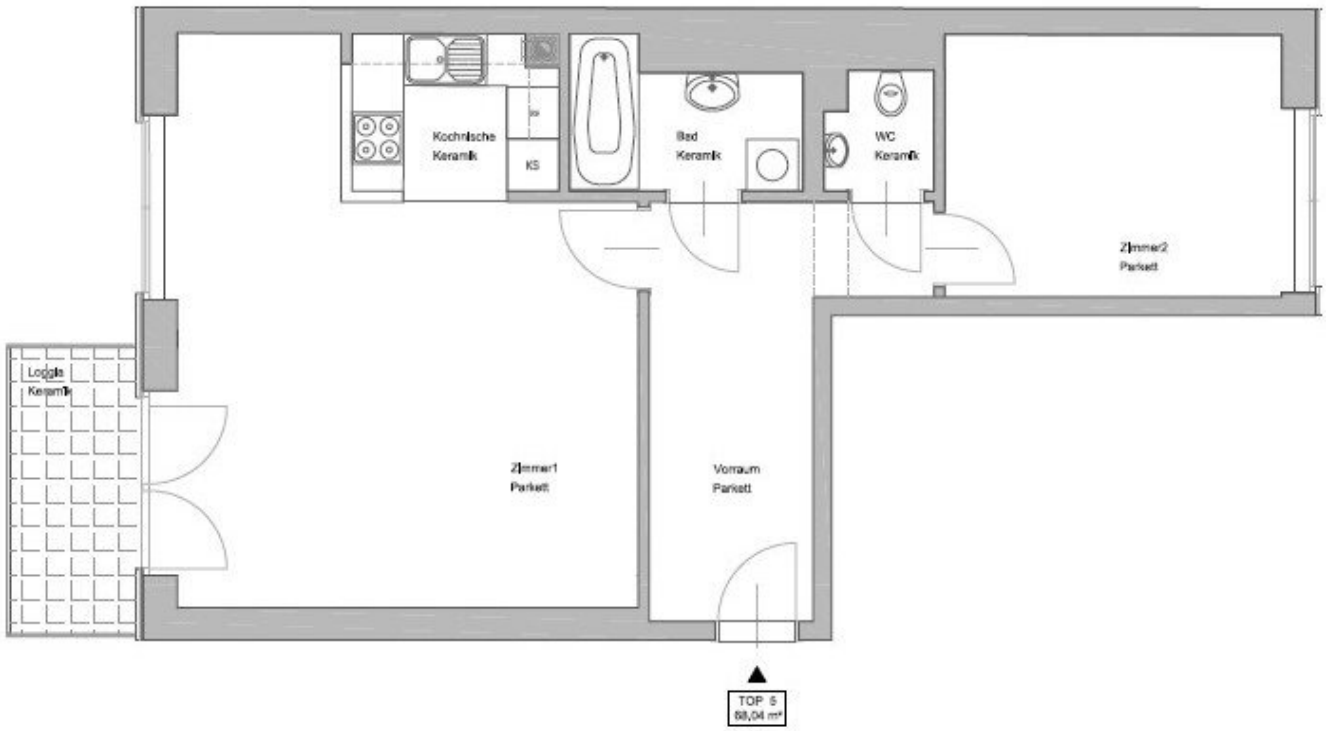 Kochnische
Keramik
KS
Bad
Keramik
WC
Keramik
Zimmer2
Parkett
Loggia
Keramik
Zimmer1
Parkett
Vorraum
Parkett
TOP 5
68,04 m²